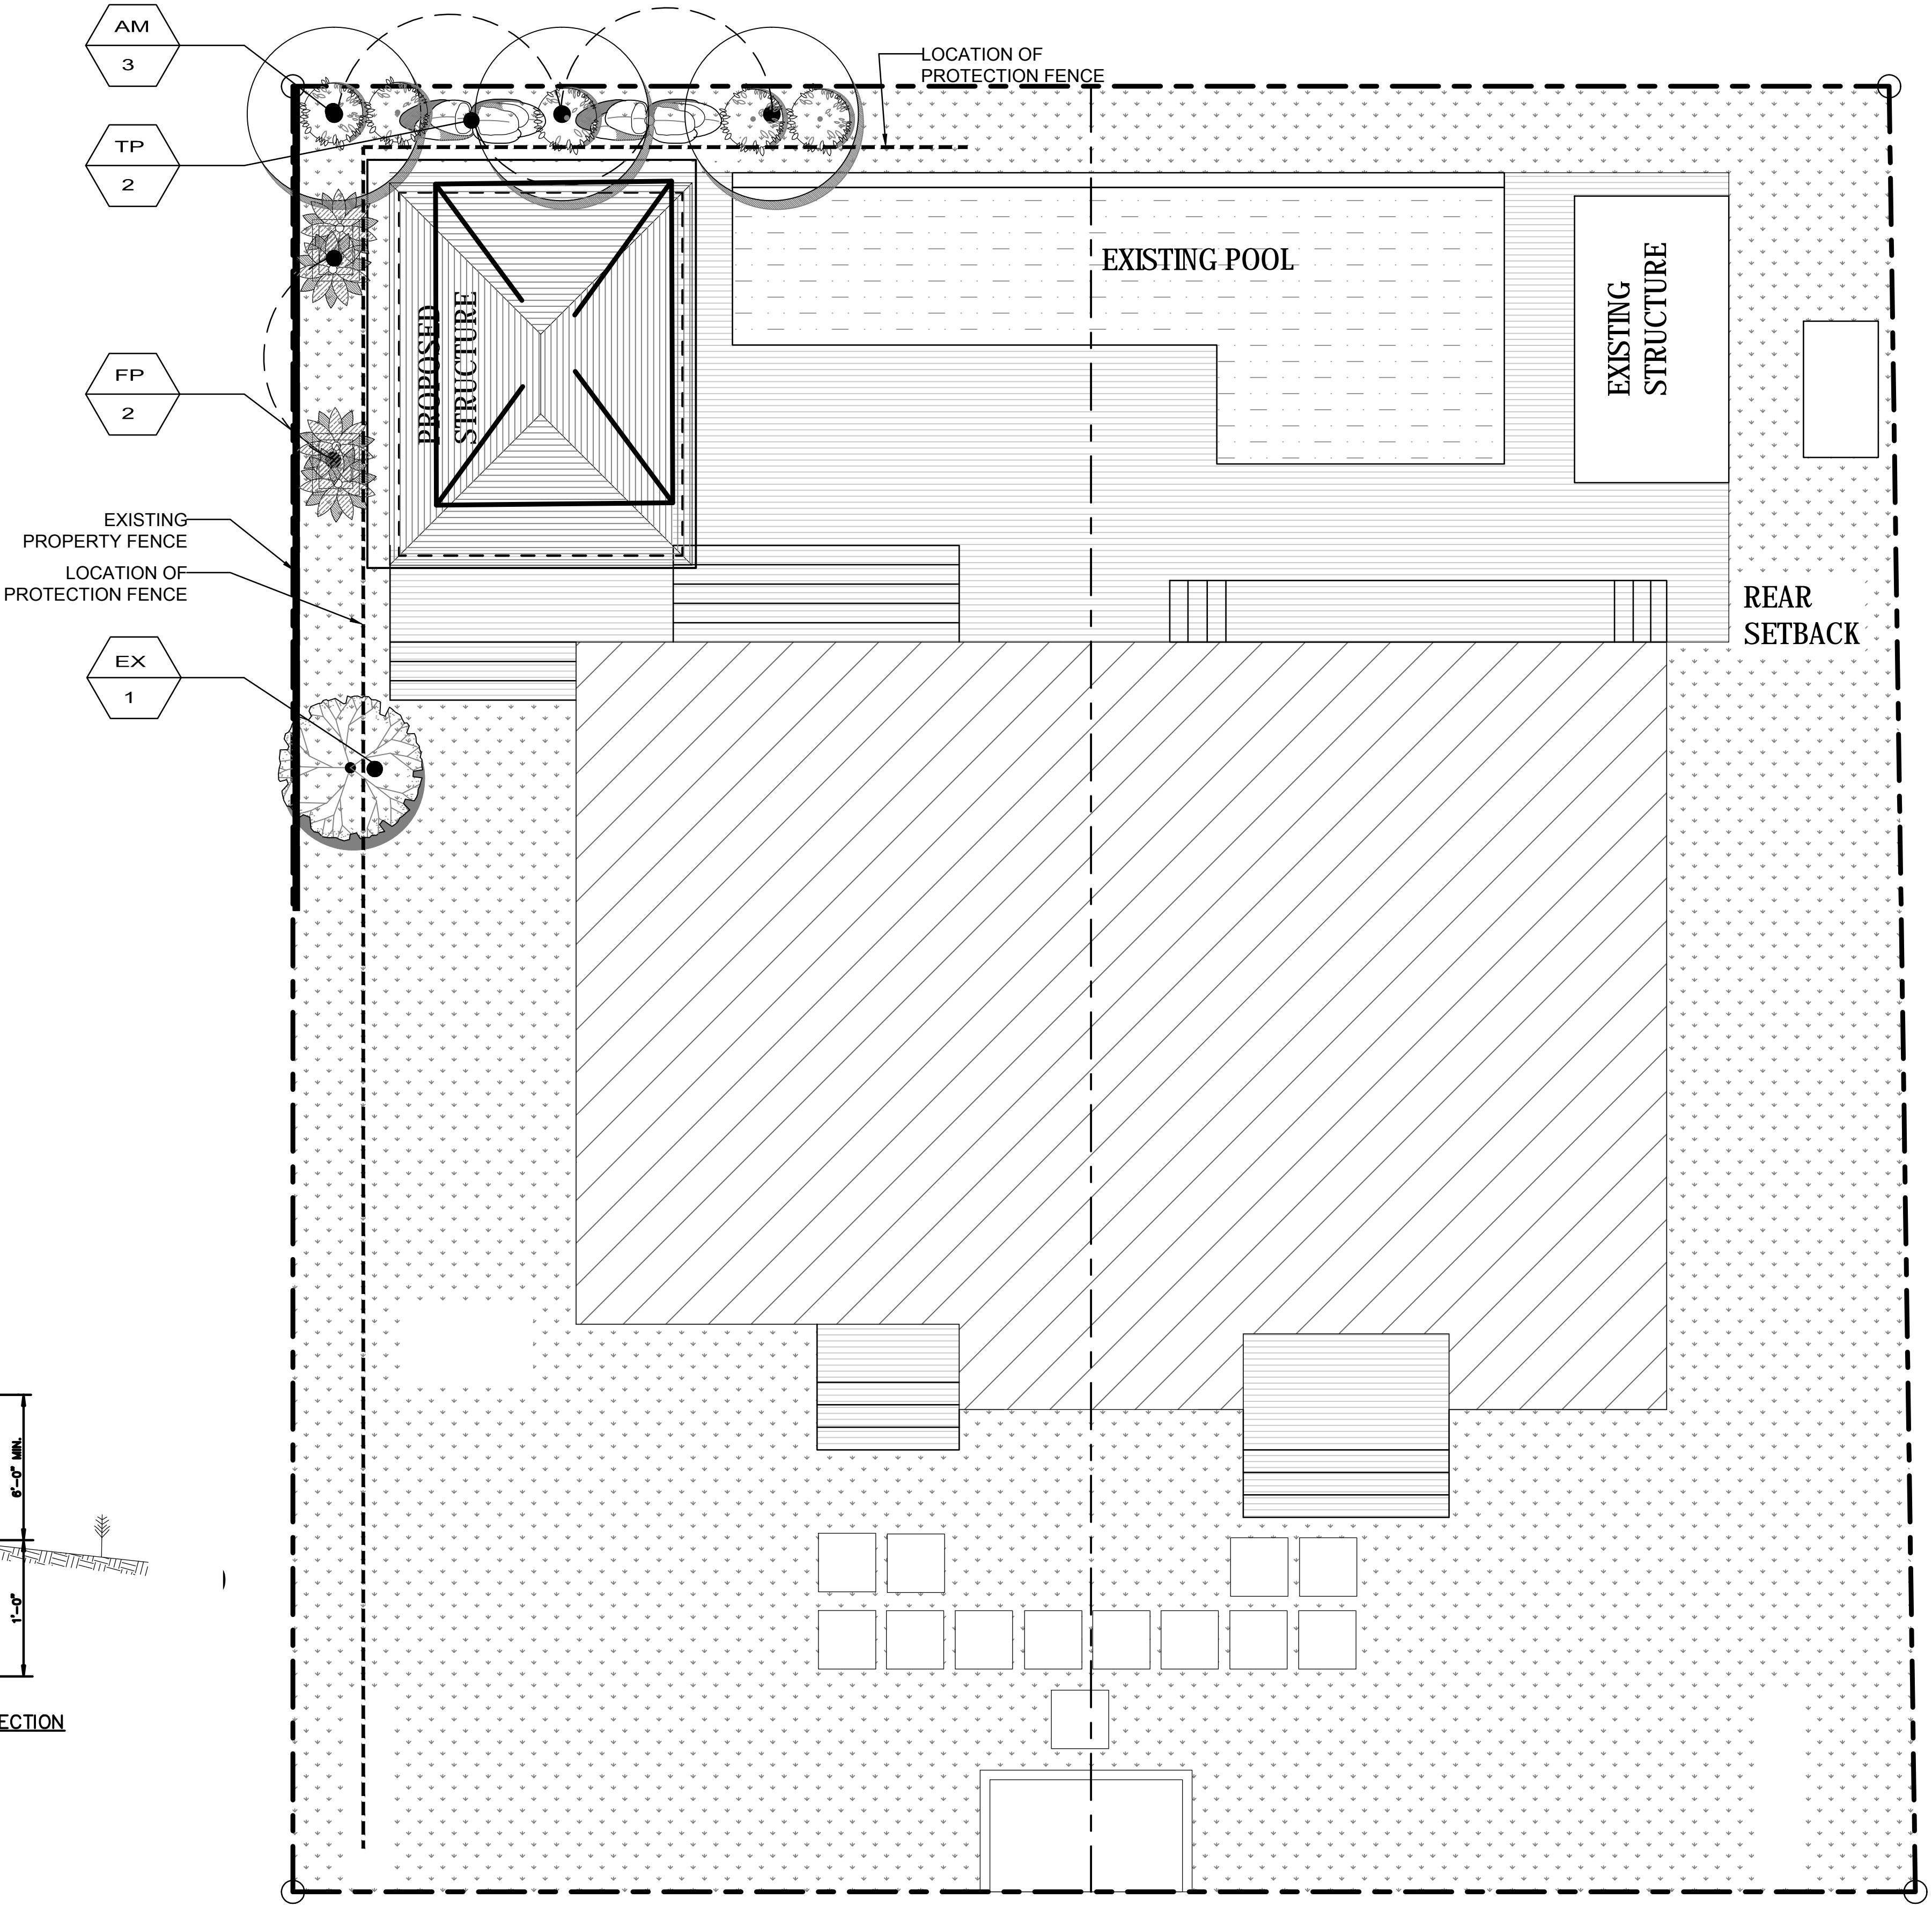 AM
3
LOCATION OF
PROTECTION FENCE
TP
2
EXISTING POOL
EXISTING
STRUCTURE
PROPOSED
STRUCTURE
FP
2
EXISTING
PROPERTY FENCE
LOCATION OF
PROTECTION FENCE
REAR
SETBACK
EX
1
6'-0" MIN.
1'-0"
ECTION